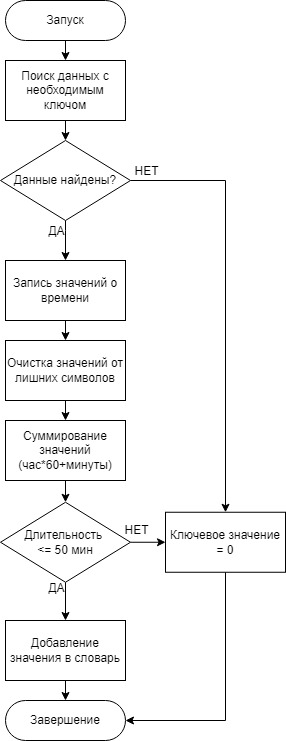 Запуск
Поиск данных с
необходимым
ключом
Данные найдены?
НЕТ
ДА
Запись значений о
времени
Очистка значений от
лишних символов
Суммирование
значений
(час*60+минуты)
Длительность
<= 50 мин
НЕТ
Ключевое значение
= 0
ДА
Добавление
значения в словарь
Завершение